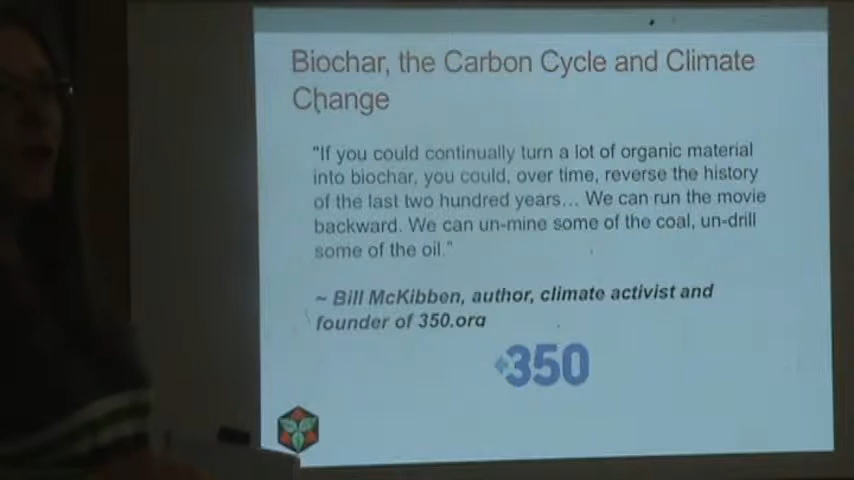 Biochar, the Carbon Cycle and Climate
Change
"If you could continually turn a lot of organic material
into biochar, you could, over time, reverse the history
of the last two hundred years... We can run the movie
backward. We can un-mine some of the coal, un-drill
some of the oil."
~ Bill McKibben, author, climate activist and
founder of 350.org
350